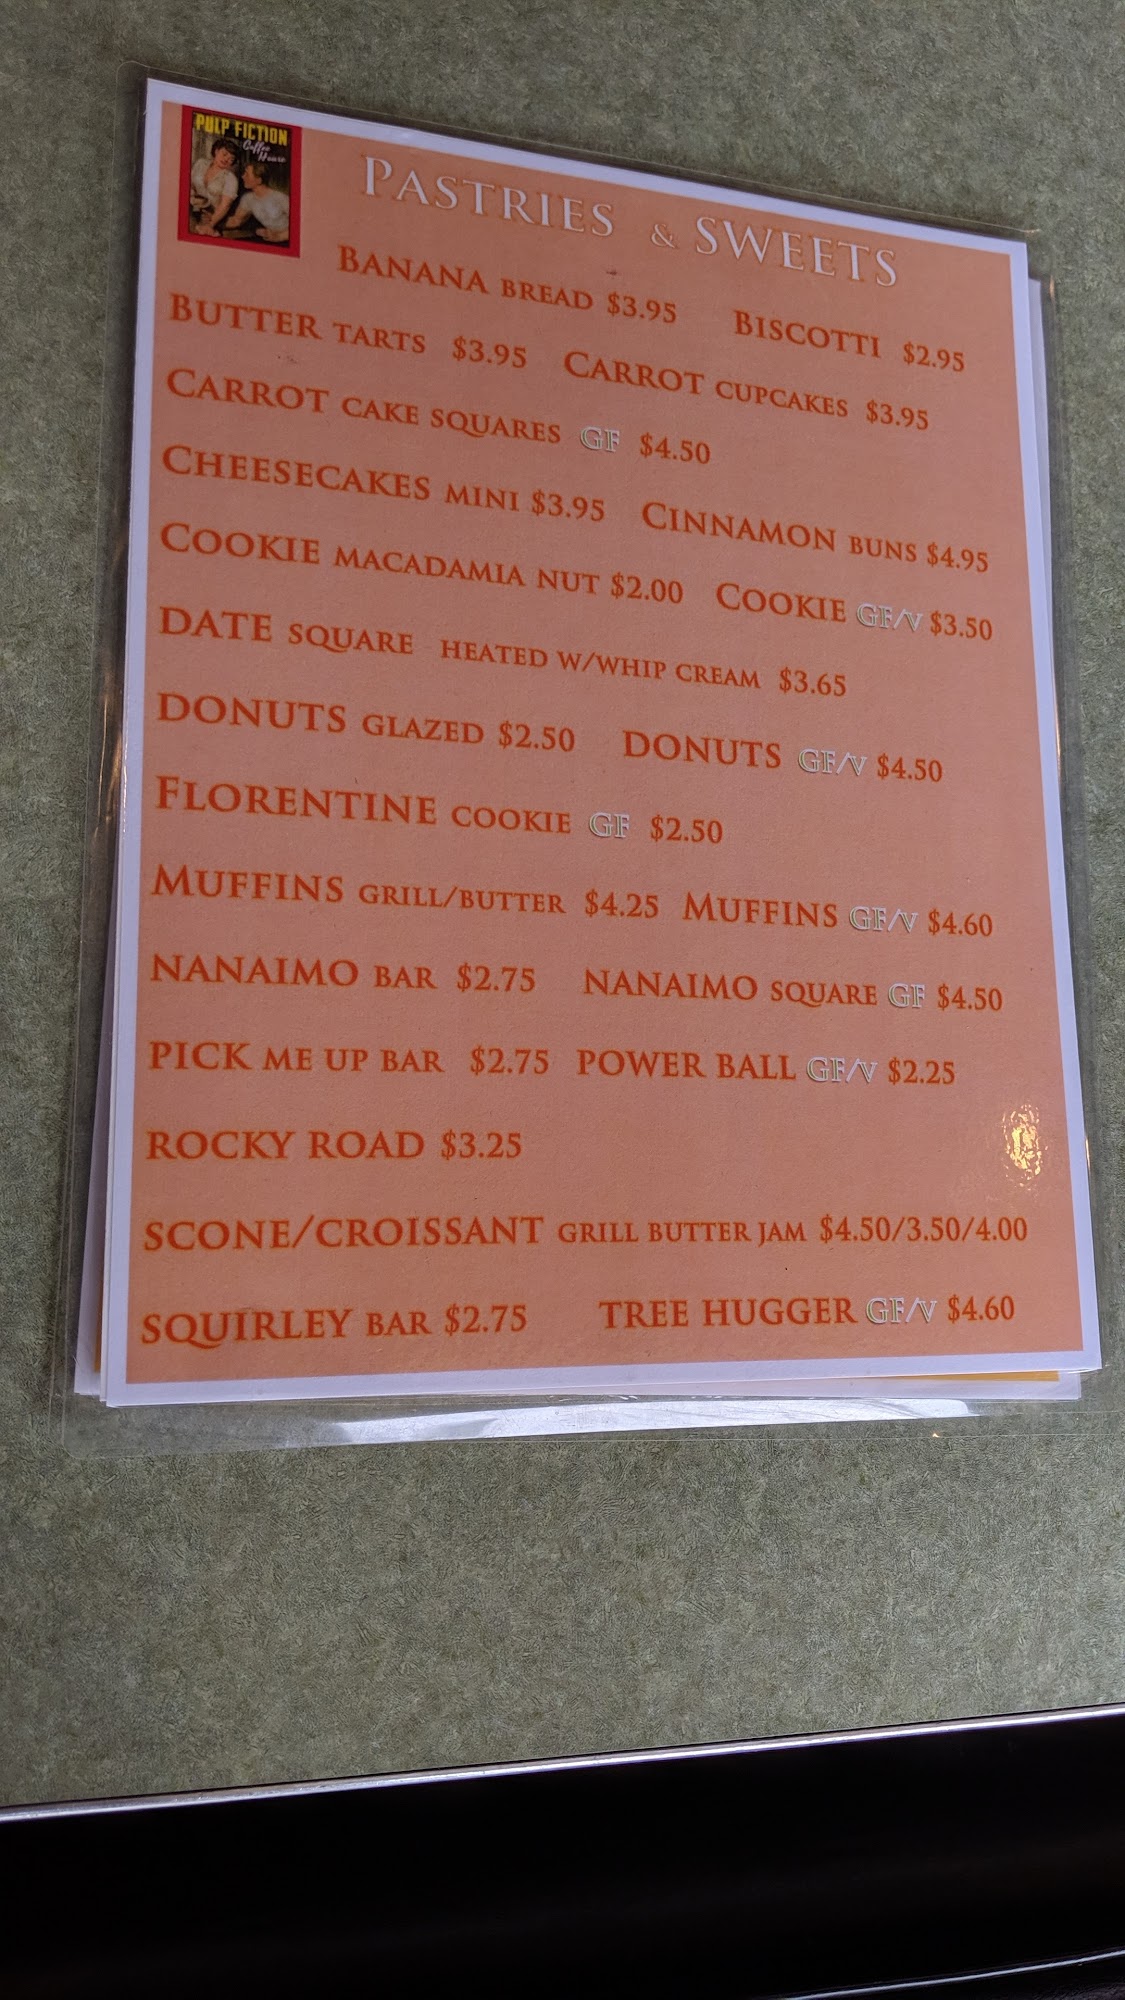 PULP FICTION
Coffee
House
PASTRIES & SWEETS
BANANA BREAD $3.95 BISCOTTI $2.95
BUTTER TARTS $3.95 CARROT CUPCAKES $3.95
CARROT CAKE SQUARES GF $4.50
CHEESECAKES MINI $3.95 CINNAMON BUNS $4.95
COOKIE MACADAMIA NUT $2.00 COOKIE GF/V $3.50
DATE SQUARE HEATED W/WHIP CREAM $3.65
DONUTS GLAZED $2.50 DONUTS GF/V $4.50
FLORENTINE COOKIE GF $2.50
MUFFINS GRILL/BUTTER $4.25 MUFFINS GF/V $4.60
NANAIMO BAR $2.75 NANAIMO SQUARE GF $4.50
PICK ME UP BAR $2.75 POWER BALL GF/V $2.25
ROCKY ROAD $3.25
SCONE/CROISSANT GRILL BUTTER JAM $4.50/3.50/4.00
SQUIRLEY BAR $2.75 TREE HUGGER GF/V $4.60